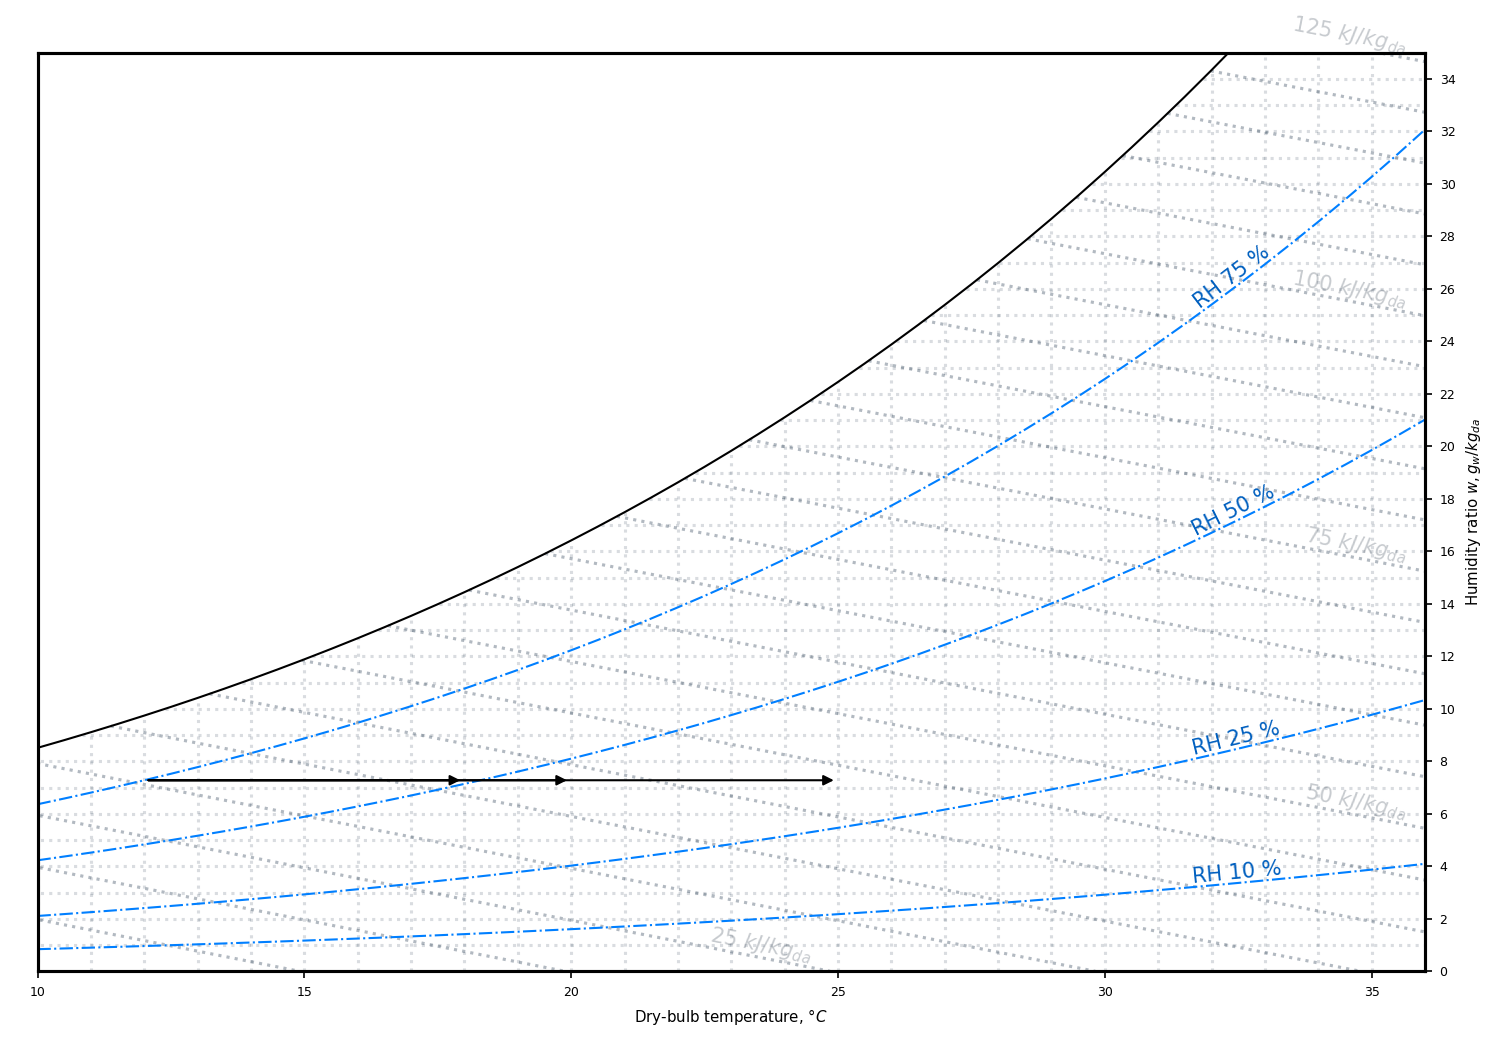 125 kJ/kg_da
34
32
30
RH 75 %
28
100 kJ/kg_da
26
24
22
20
RH 50 %
18
75 kJ/kg_da
16
14
12
10
RH 25 %
8
50 kJ/kg_da
6
RH 10 %
4
2
25 kJ/kg_da
0
Humidity ratio w, g_w/kg_da
10 15 20 25 30 35
Dry-bulb temperature, °C